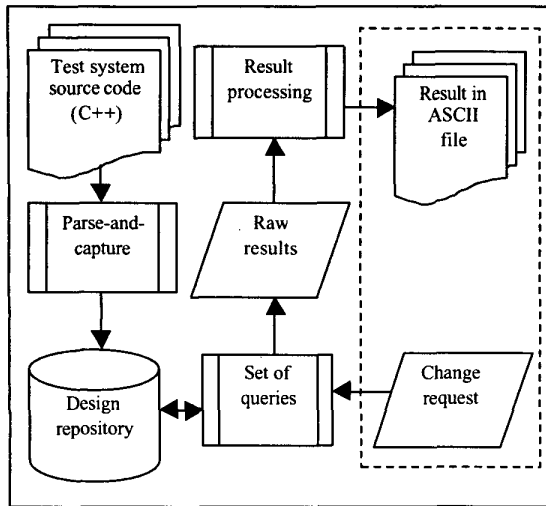 Test system
source code
(C++)
Result
processing
Result in
ASCII
file
Parse-and-
capture
Raw
results
Design
repository
Set of
queries
Change
request